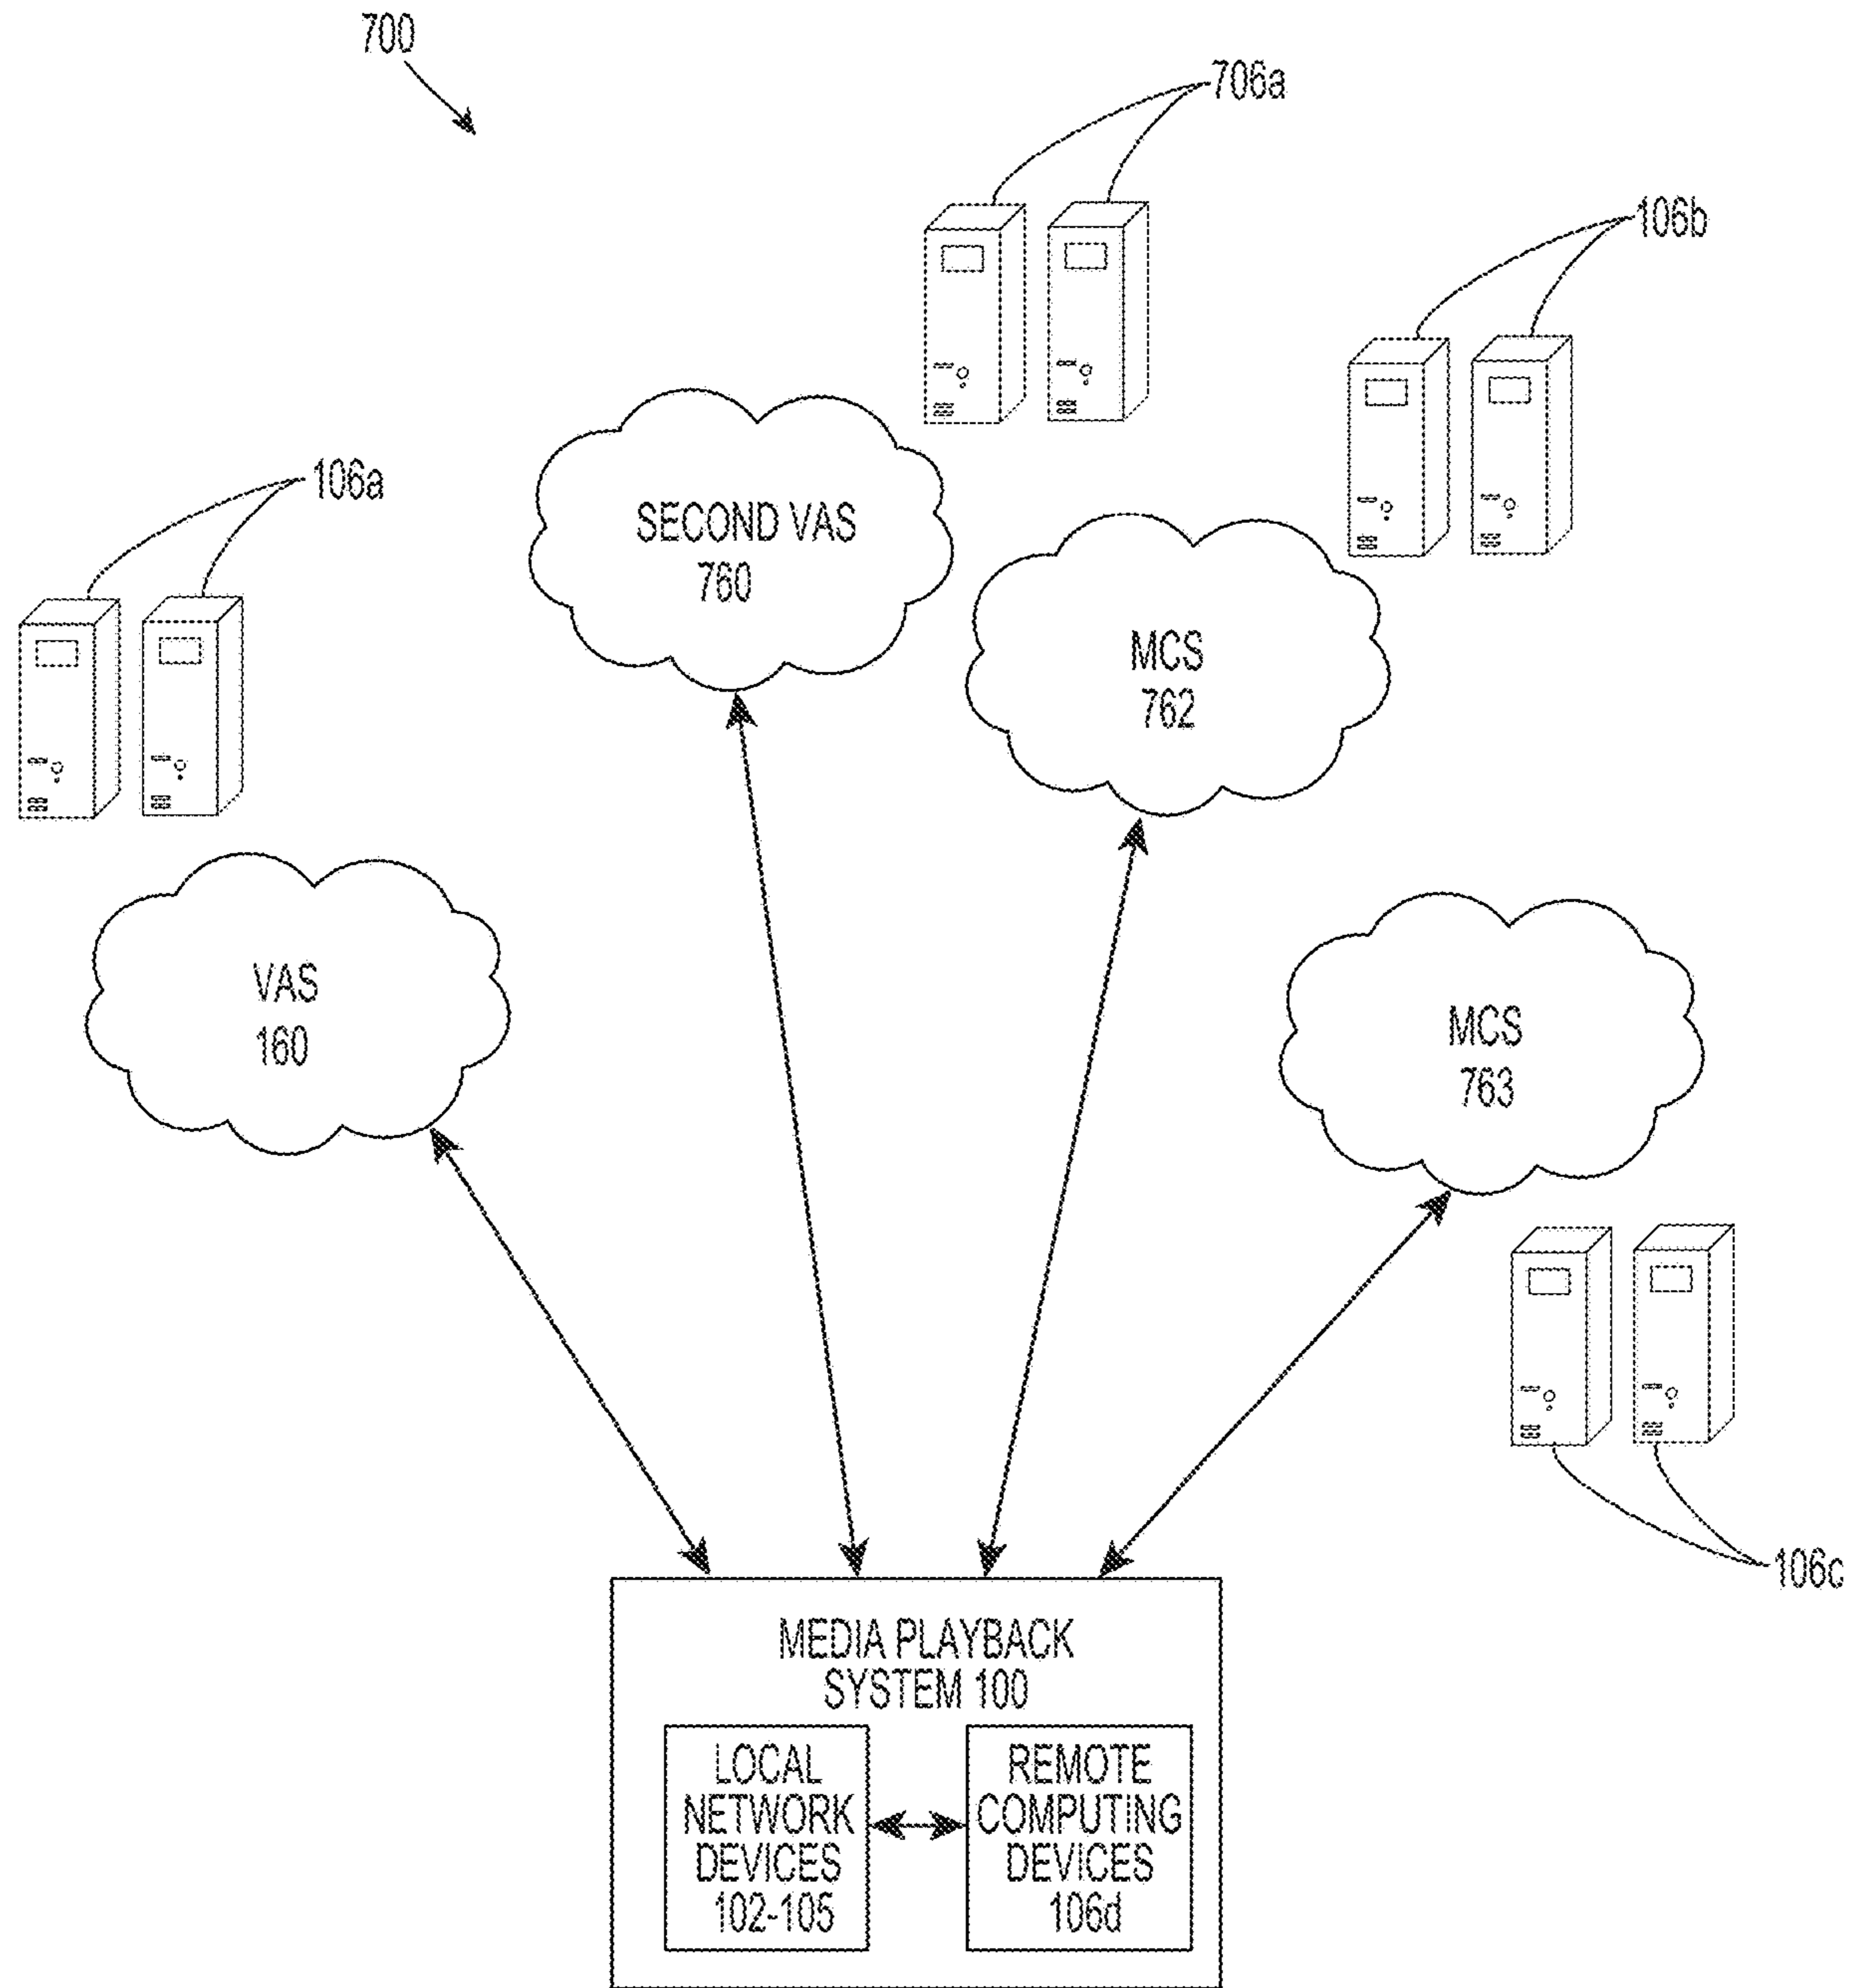 700
706a
106b
106a
SECOND VAS
760
MCS
762
VAS
160
MCS
763
106c
MEDIA PLAYBACK
SYSTEM 100
LOCAL
NETWORK
DEVICES
102-105
REMOTE
COMPUTING
DEVICES
106d